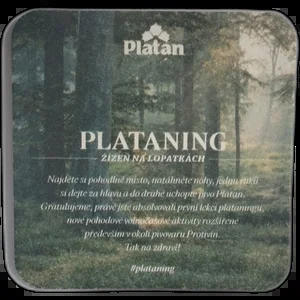 Platan
PLATANING
ŽÍZEŇ NA LOPATKÁCH
Najděte si pohodlné místo, natáhněte nohy, jednu ruku
si dejte za hlavu a do druhé uchopte pivo Platan.
Gratulujeme, právě jste absolvovali první lekci plataningu,
nové pohodové volnočasové aktivity rozšířené
především v okolí pivovaru Protivín.
Tak na zdraví!
#plataning